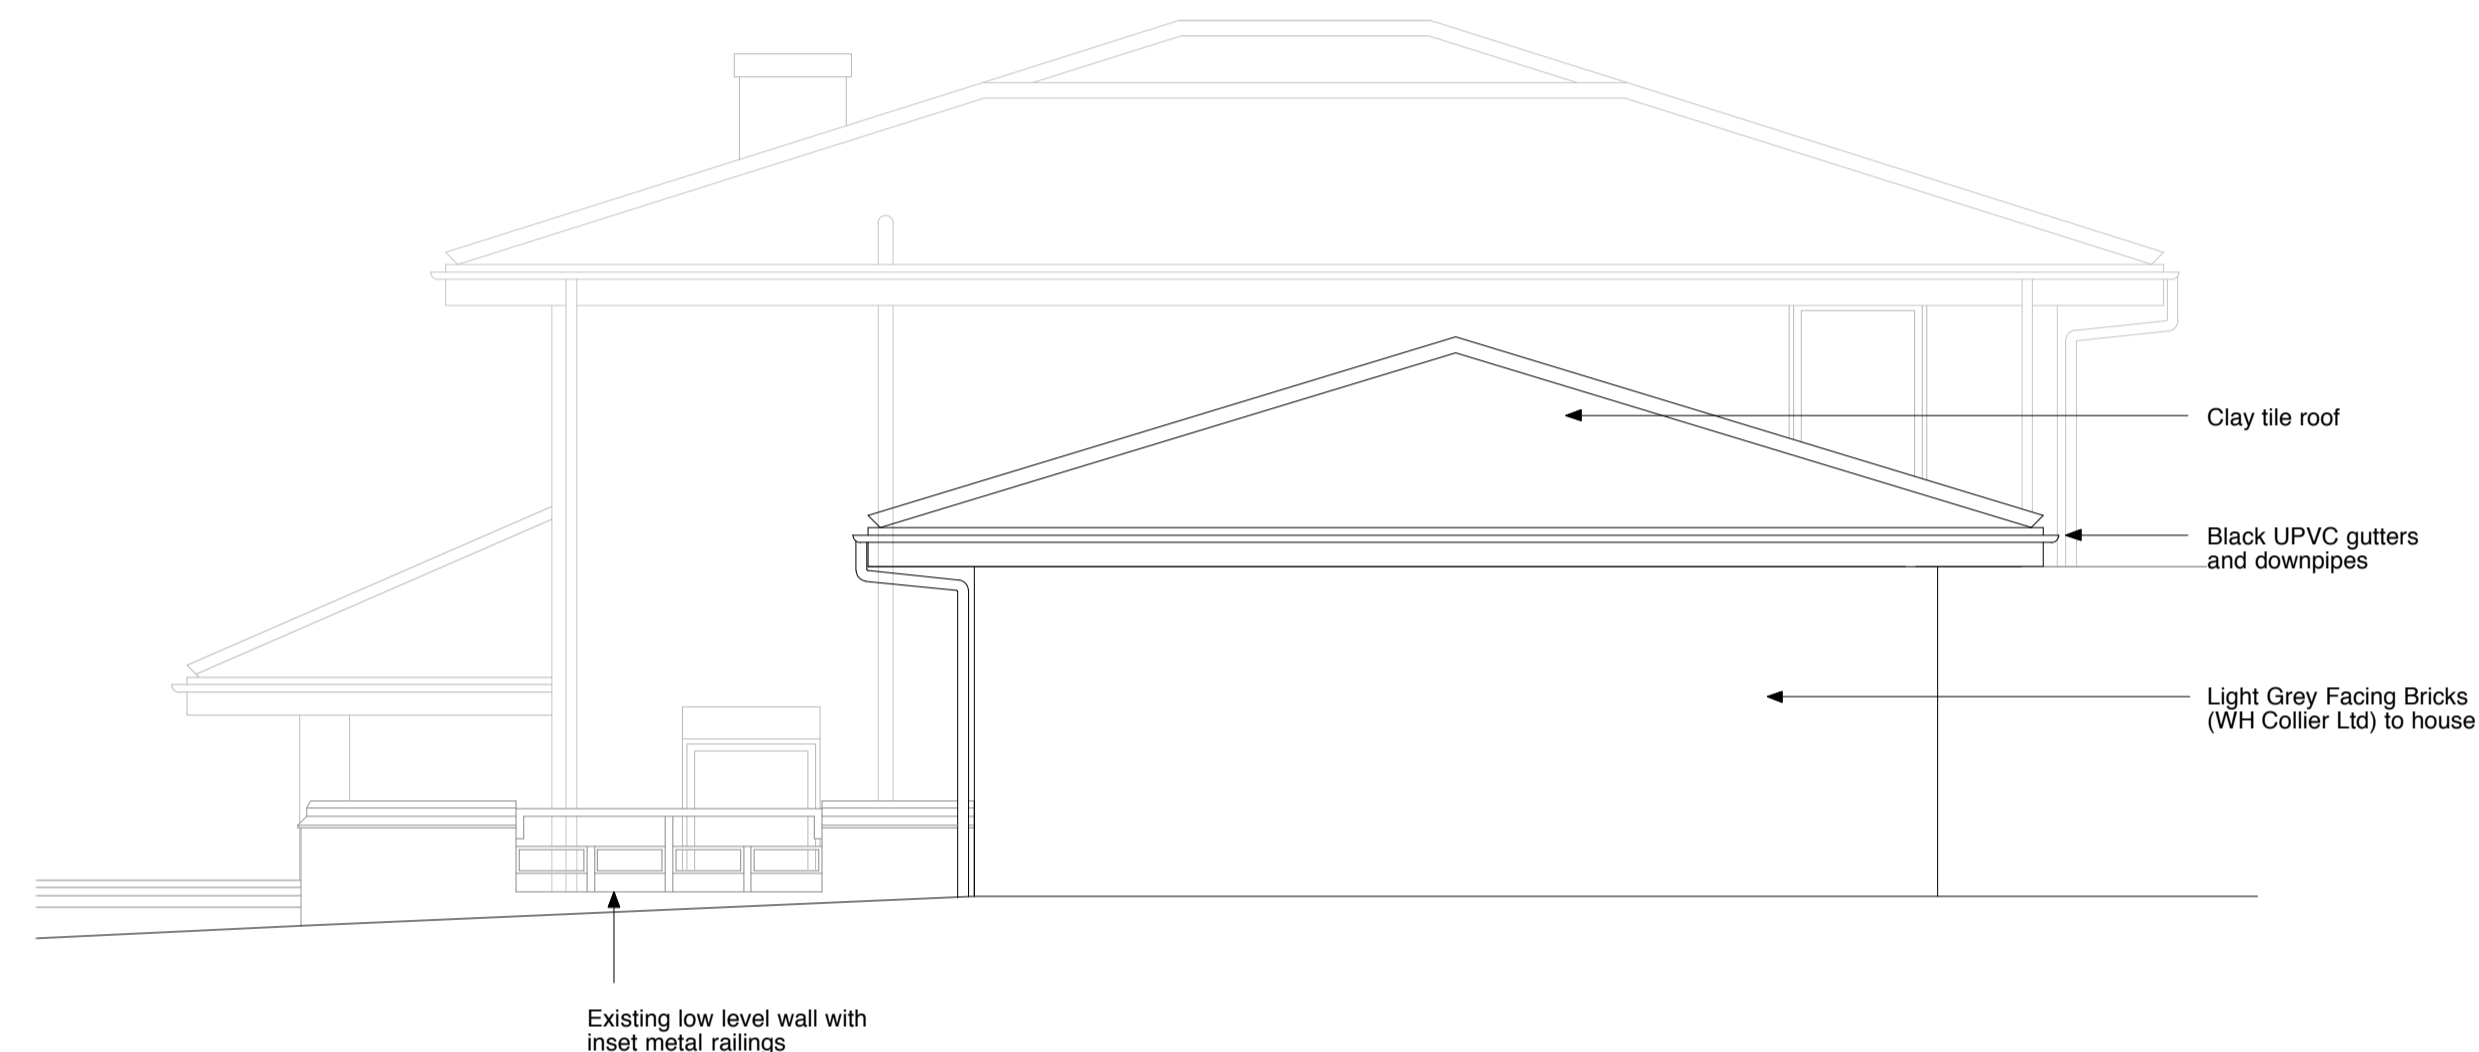 Clay tile roof
Black UPVC gutters
and downpipes
Light Grey Facing Bricks
(WH Collier Ltd) to house
Existing low level wall with
inset metal railings